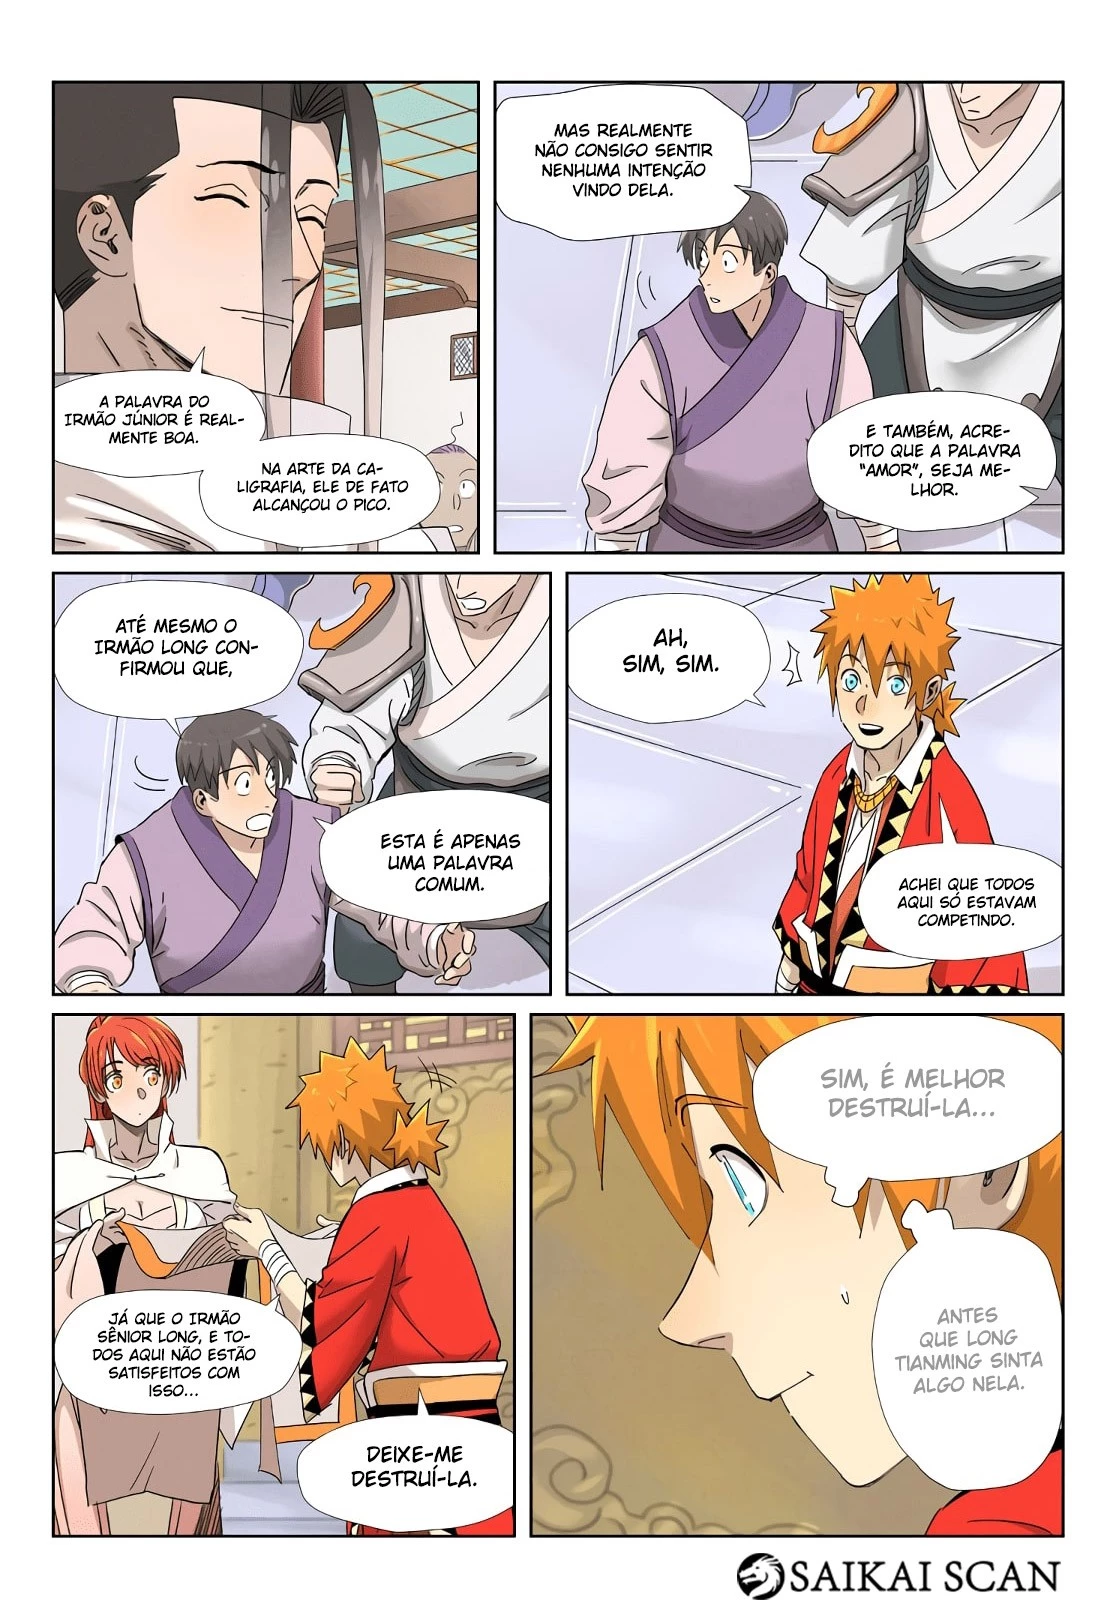 A PALAVRA DO
IRMÃO JÚNIOR É REAL-
MENTE BOA.
NA ARTE DA CA-
LIGRAFIA, ELE DE FATO
ALCANÇOU O PICO.
MAS REALMENTE
NÃO CONSIGO SENTIR
NENHUMA INTENÇÃO
VINDO DELA.
E TAMBÉM, ACRE-
DITO QUE A PALAVRA
"AMOR", SEJA ME-
LHOR.
ATÉ MESMO O
IRMÃO LONG CON-
FIRMOU QUE,
ESTA É APENAS
UMA PALAVRA
COMUM.
AH,
SIM, SIM.
ACHEI QUE TODOS
AQUI SÓ ESTAVAM
COMPETINDO.
JÁ QUE O IRMÃO
SÊNIOR LONG, E TO-
DOS AQUI NÃO ESTÃO
SATISFEITOS COM
ISSO...
DEIXE-ME
DESTRUÍ-LA.
SIM, É MELHOR
DESTRUÍ-LA...
ANTES
QUE LONG
TIANMING SINTA
ALGO NELA.
SAIKAI SCAN